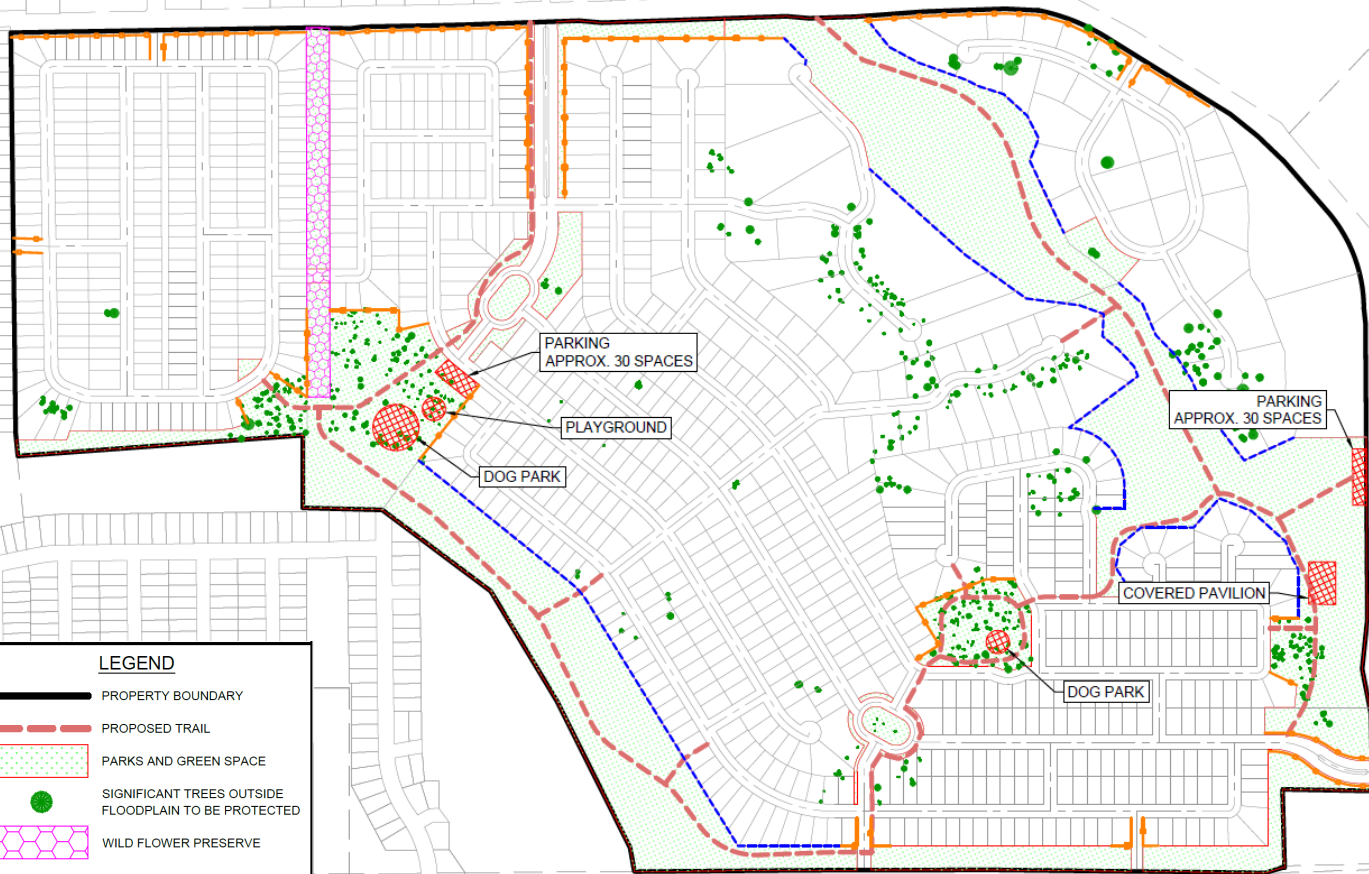 PARKING
APPROX. 30 SPACES
PLAYGROUND
DOG PARK
PARKING
APPROX. 30 SPACES
COVERED PAVILION
DOG PARK
LEGEND
PROPERTY BOUNDARY
PROPOSED TRAIL
PARKS AND GREEN SPACE
SIGNIFICANT TREES OUTSIDE
FLOODPLAIN TO BE PROTECTED
WILD FLOWER PRESERVE